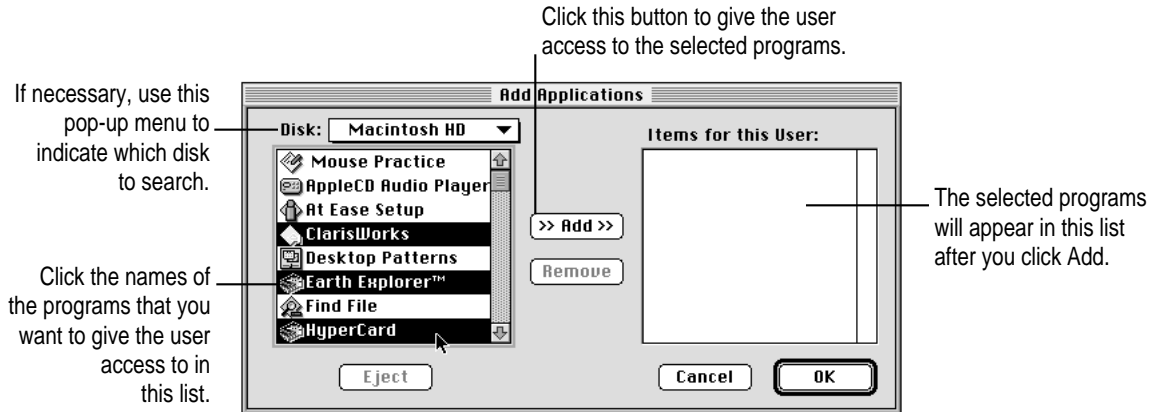 Click this button to give the user
access to the selected programs.
If necessary, use this
pop-up menu to
indicate which disk
to search.
Add Applications
Disk: Macintosh HD
Items for this User:
Mouse Practice
AppleCD Audio Player
At Ease Setup
ClarisWorks
Desktop Patterns
Earth Explorer™
Find File
HyperCard
>> Add >>
Remove
The selected programs
will appear in this list
after you click Add.
Click the names of
the programs that you
want to give the user
access to in
this list.
Eject
Cancel
OK